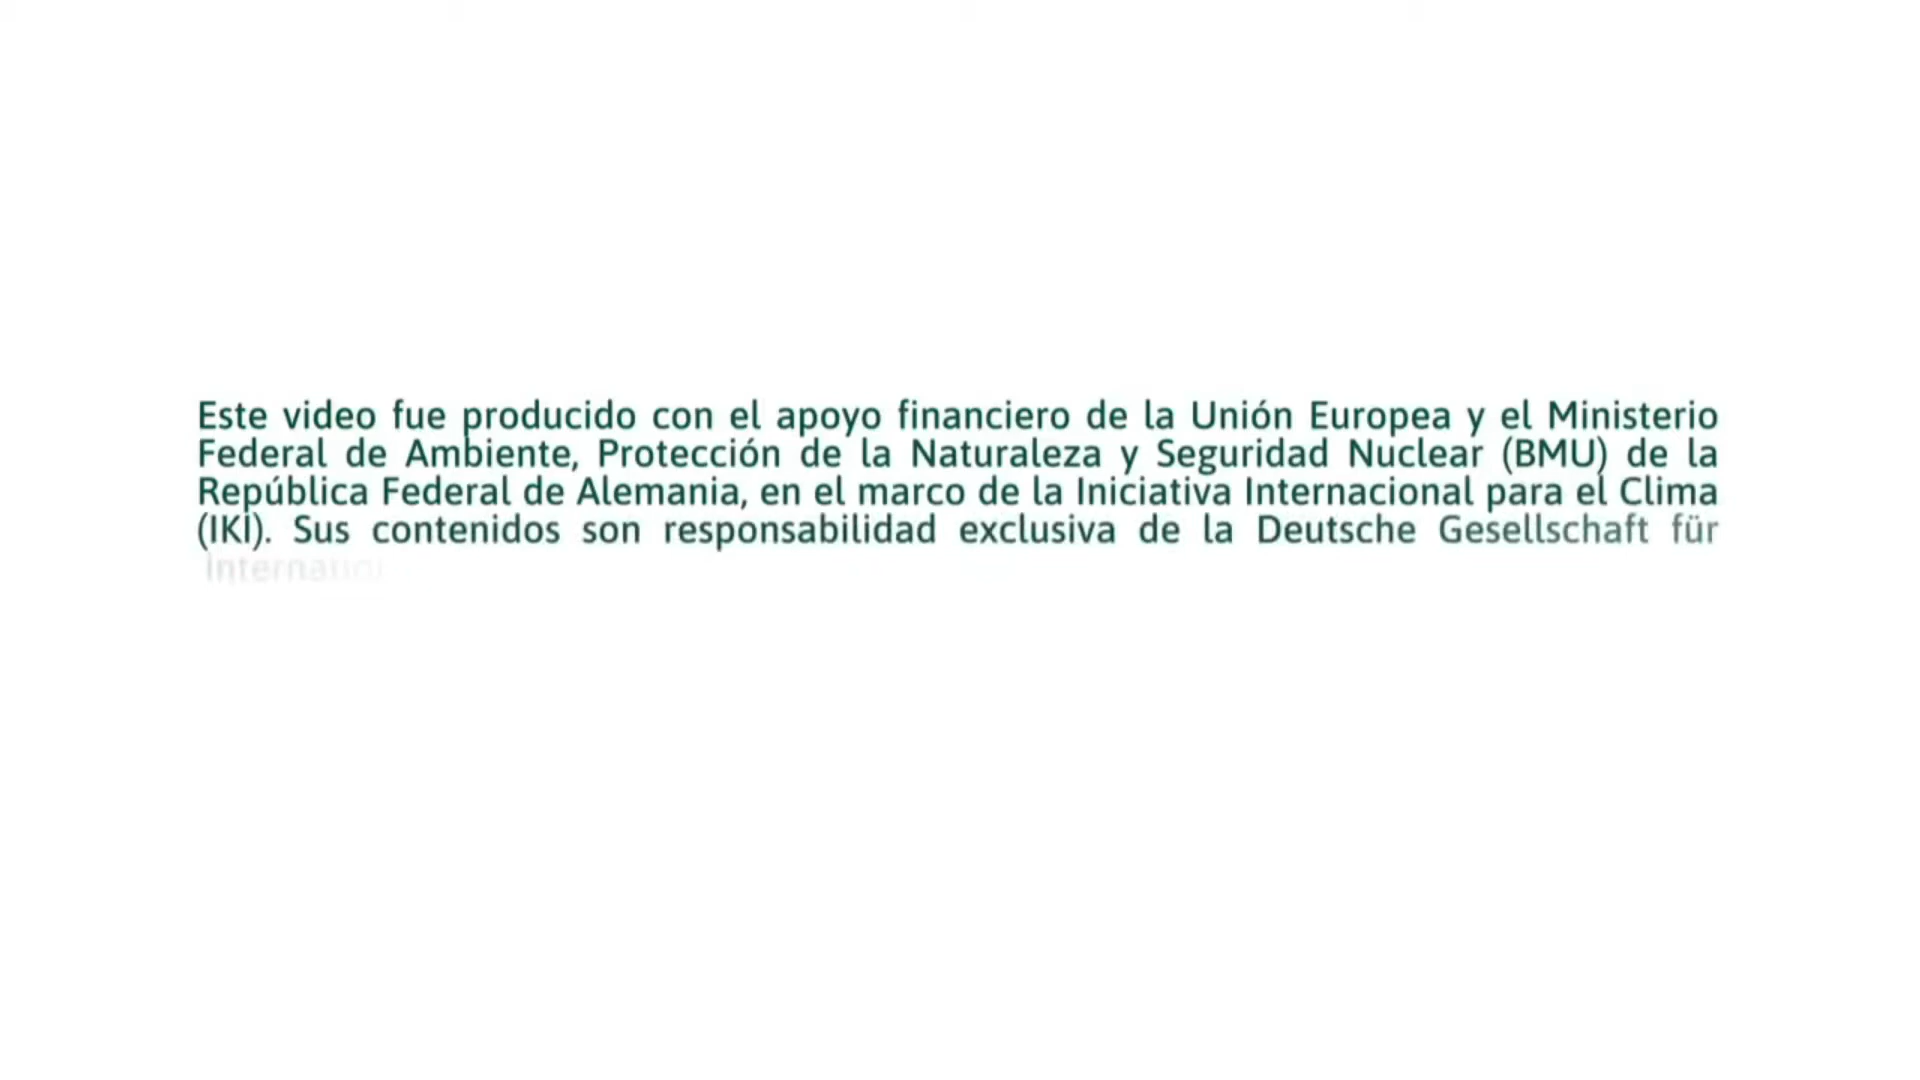 Este video fue producido con el apoyo financiero de la Unión Europea y el Ministerio
Federal de Ambiente, Protección de la Naturaleza y Seguridad Nuclear (BMU) de la
República Federal de Alemania, en el marco de la Iniciativa Internacional para el Clima
(IKI). Sus contenidos son responsabilidad exclusiva de la Deutsche Gesellschaft für